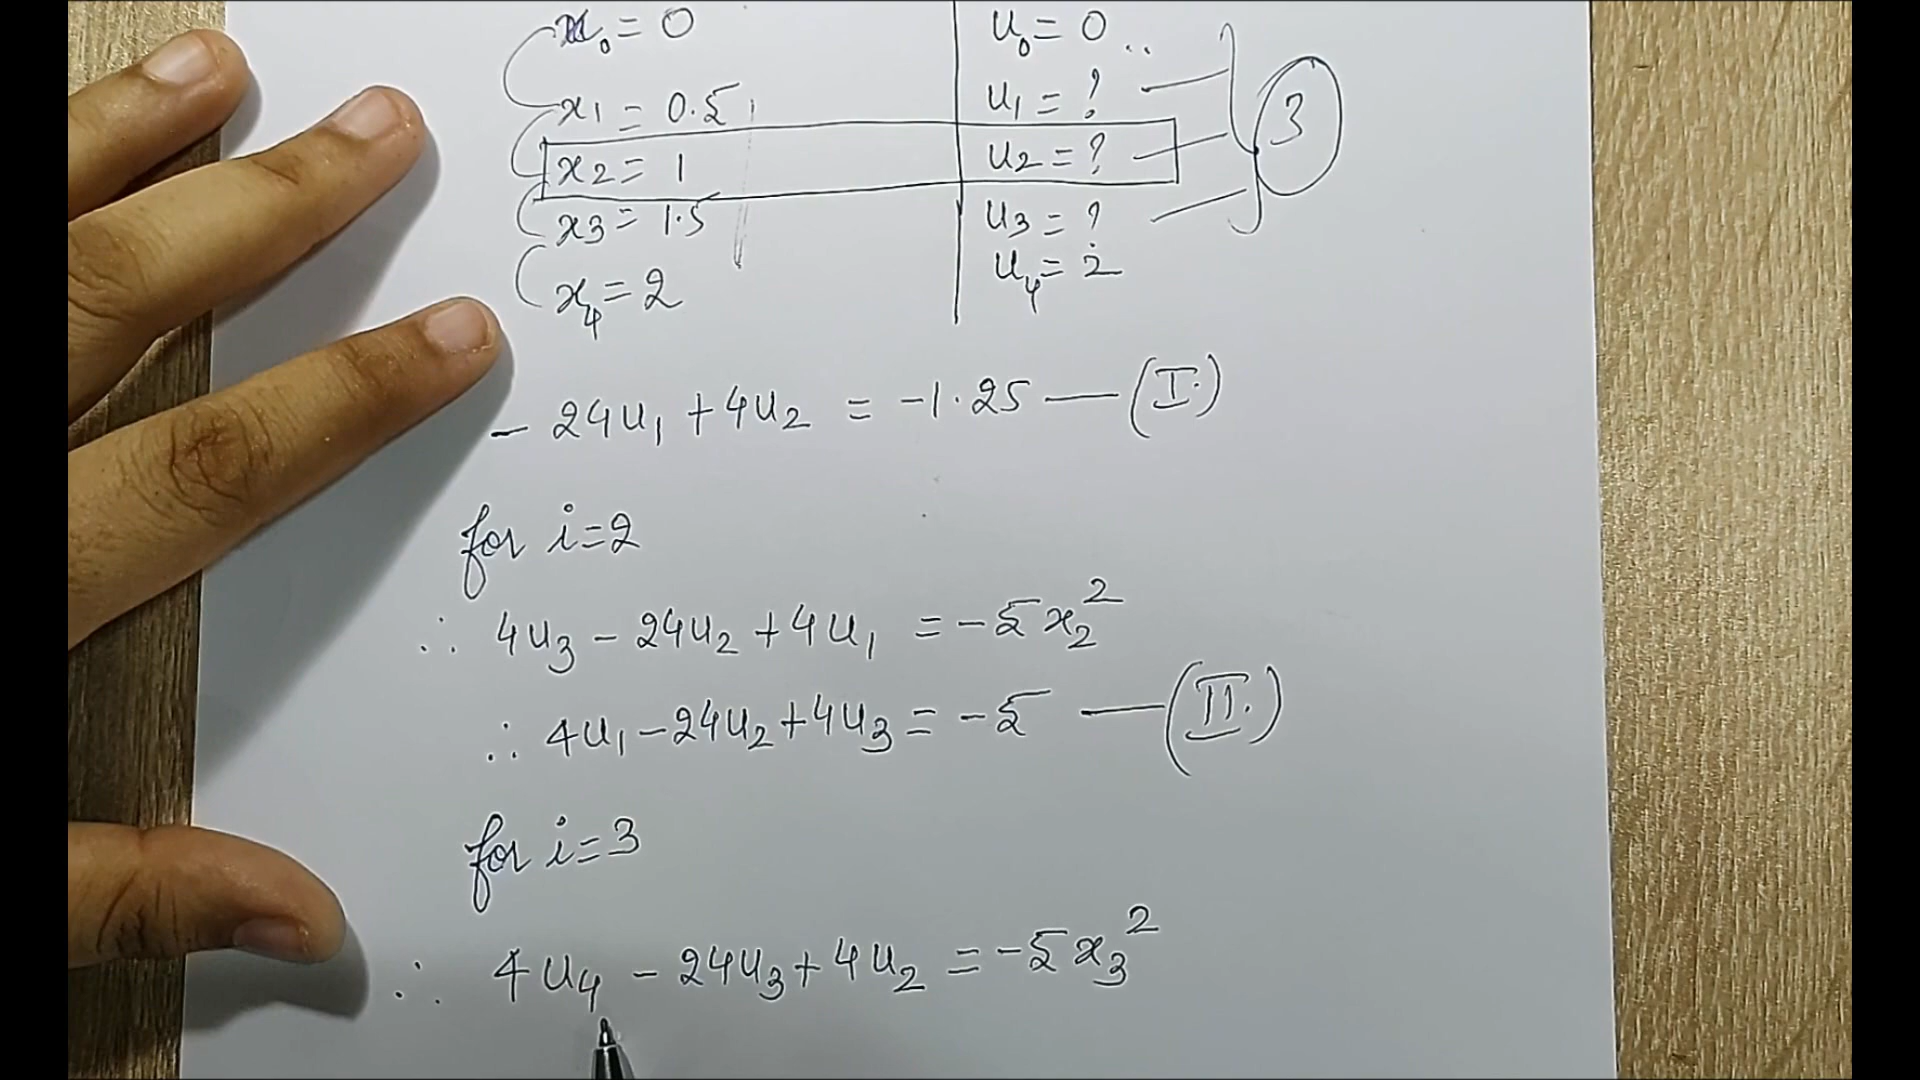 x₀ = 0 u₀ = 0
x₁ = 0.5 u₁ = ?
x₂ = 1 u₂ = ? 3
x₃ = 1.5 u₃ = ?
x₄ = 2 u₄ = 2
- 24u₁ + 4u₂ = -1.25 — (I.)
for i=2
∴ 4u₃ - 24u₂ + 4u₁ = -5x₂²
∴ 4u₁ - 24u₂ + 4u₃ = -5 — (II.)
for i=3
∴ 4u₄ - 24u₃ + 4u₂ = -5x₃²